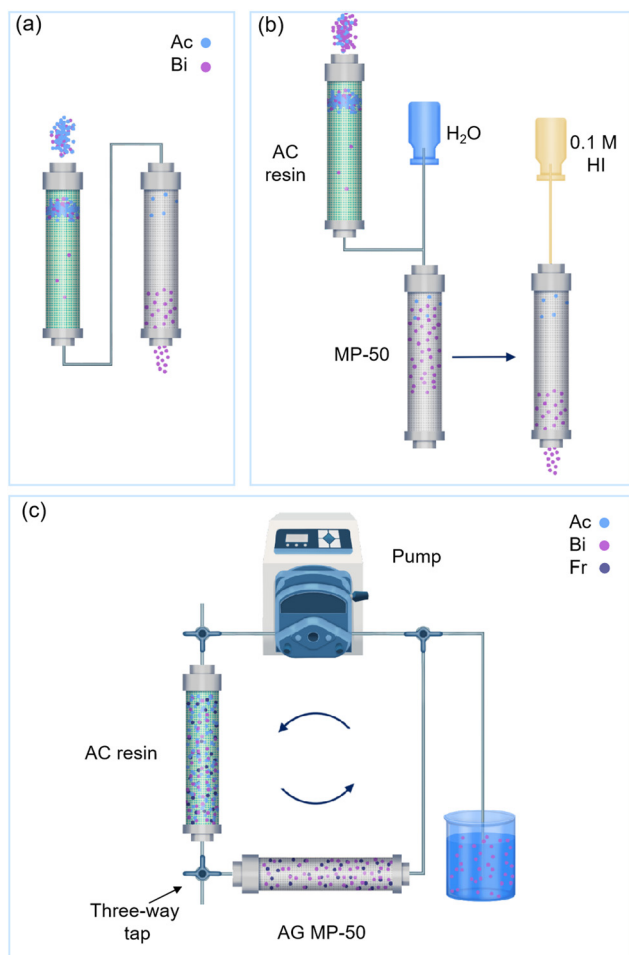 (a)
Ac
Bi
(b)
AC
resin
H₂O
0.1 M
HI
MP-50
(c)
Ac
Bi
Fr
Pump
AC resin
Three-way
tap
AG MP-50